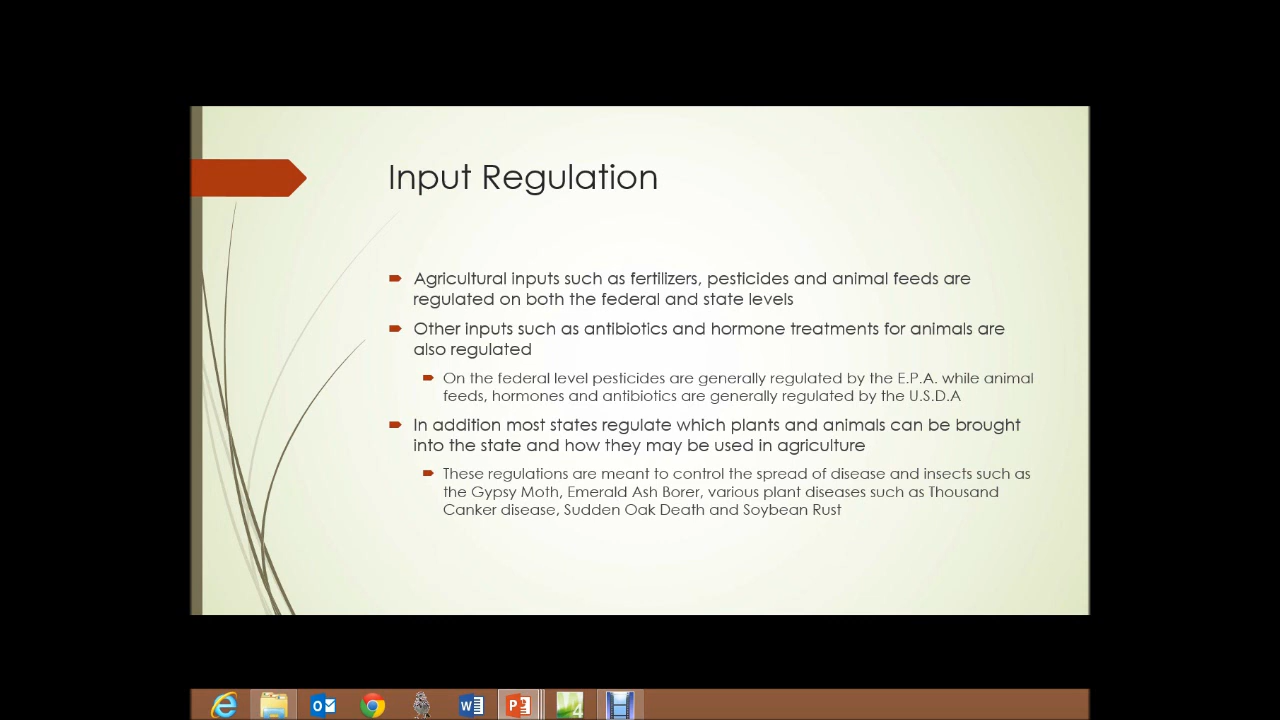 Input Regulation
Agricultural inputs such as fertilizers, pesticides and animal feeds are
regulated on both the federal and state levels
Other inputs such as antibiotics and hormone treatments for animals are
also regulated
On the federal level pesticides are generally regulated by the E.P.A. while animal
feeds, hormones and antibiotics are generally regulated by the U.S.D.A
In addition most states regulate which plants and animals can be brought
into the state and how they may be used in agriculture
These regulations are meant to control the spread of disease and insects such as
the Gypsy Moth, Emerald Ash Borer, various plant diseases such as Thousand
Canker disease, Sudden Oak Death and Soybean Rust